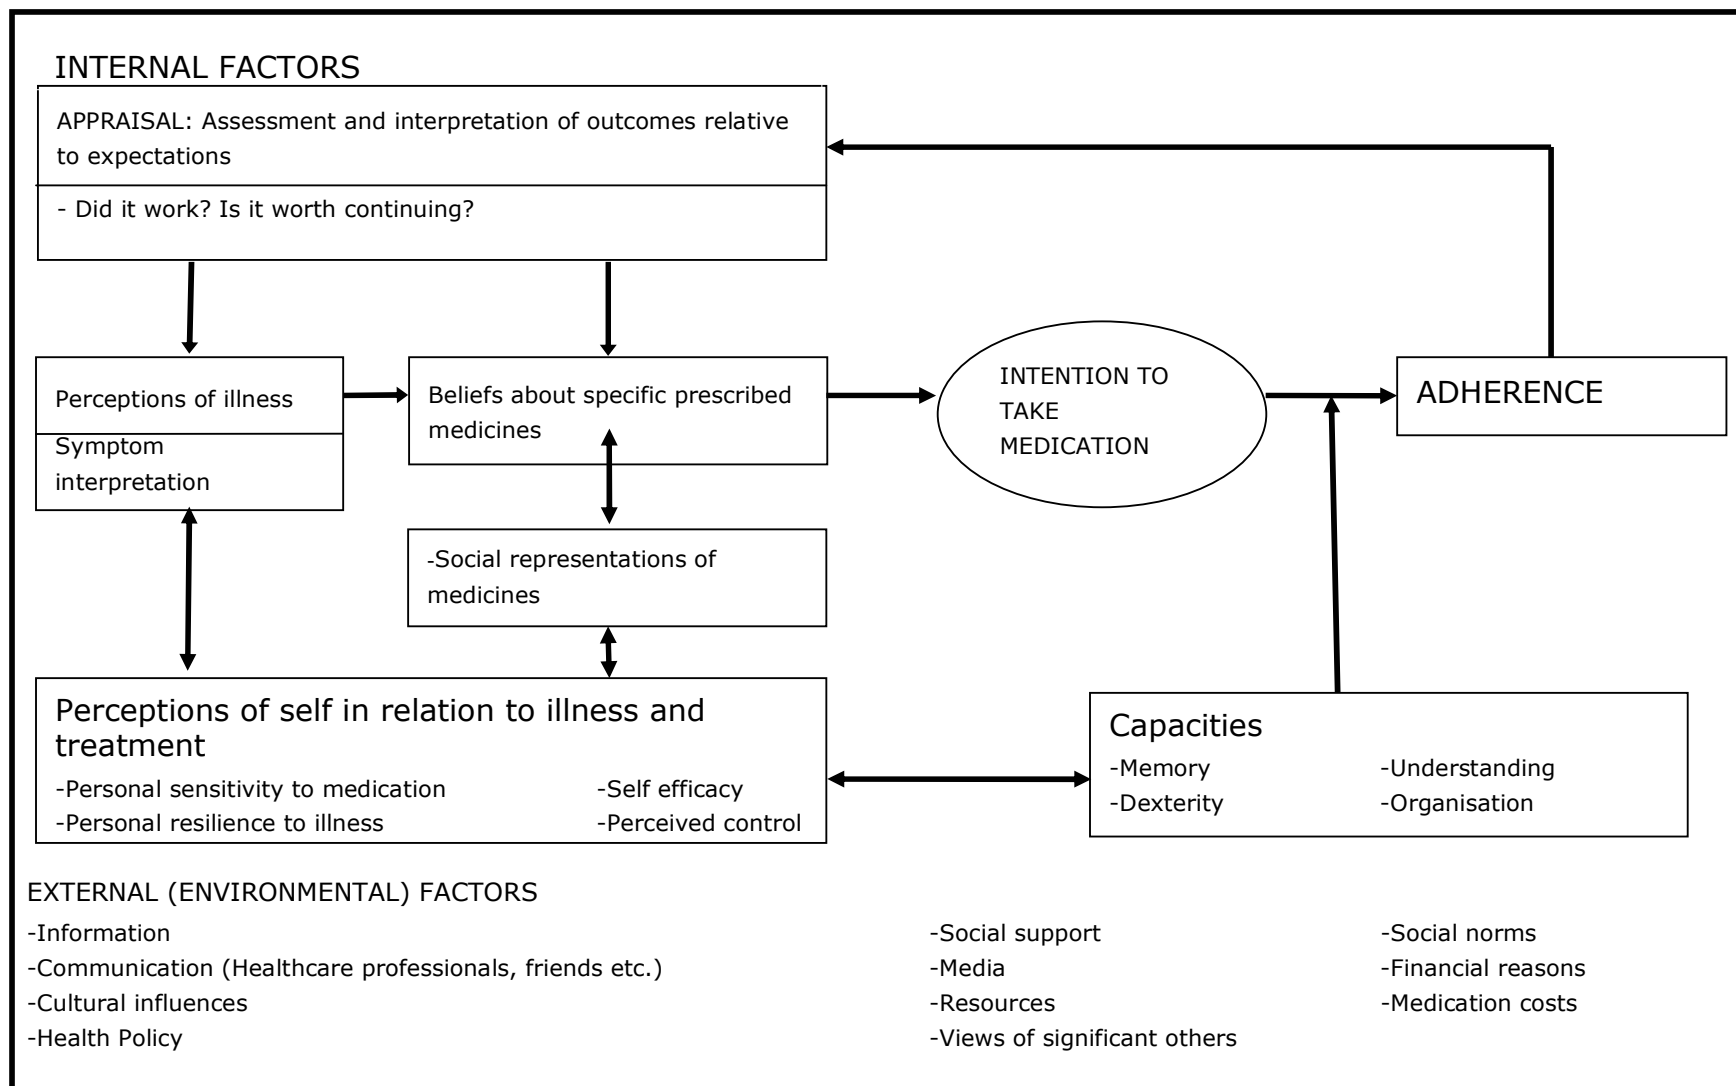 INTERNAL FACTORS
APPRAISAL: Assessment and interpretation of outcomes relative
to expectations
- Did it work? Is it worth continuing?
Perceptions of illness
Symptom
interpretation
Beliefs about specific prescribed
medicines
INTENTION TO
TAKE
MEDICATION
ADHERENCE
-Social representations of
medicines
Perceptions of self in relation to illness and
treatment
-Personal sensitivity to medication
-Self efficacy
-Personal resilience to illness
-Perceived control
Capacities
-Memory
-Understanding
-Dexterity
-Organisation
EXTERNAL (ENVIRONMENTAL) FACTORS
-Information
-Communication (Healthcare professionals, friends etc.)
-Cultural influences
-Health Policy
-Social support
-Media
-Resources
-Views of significant others
-Social norms
-Financial reasons
-Medication costs